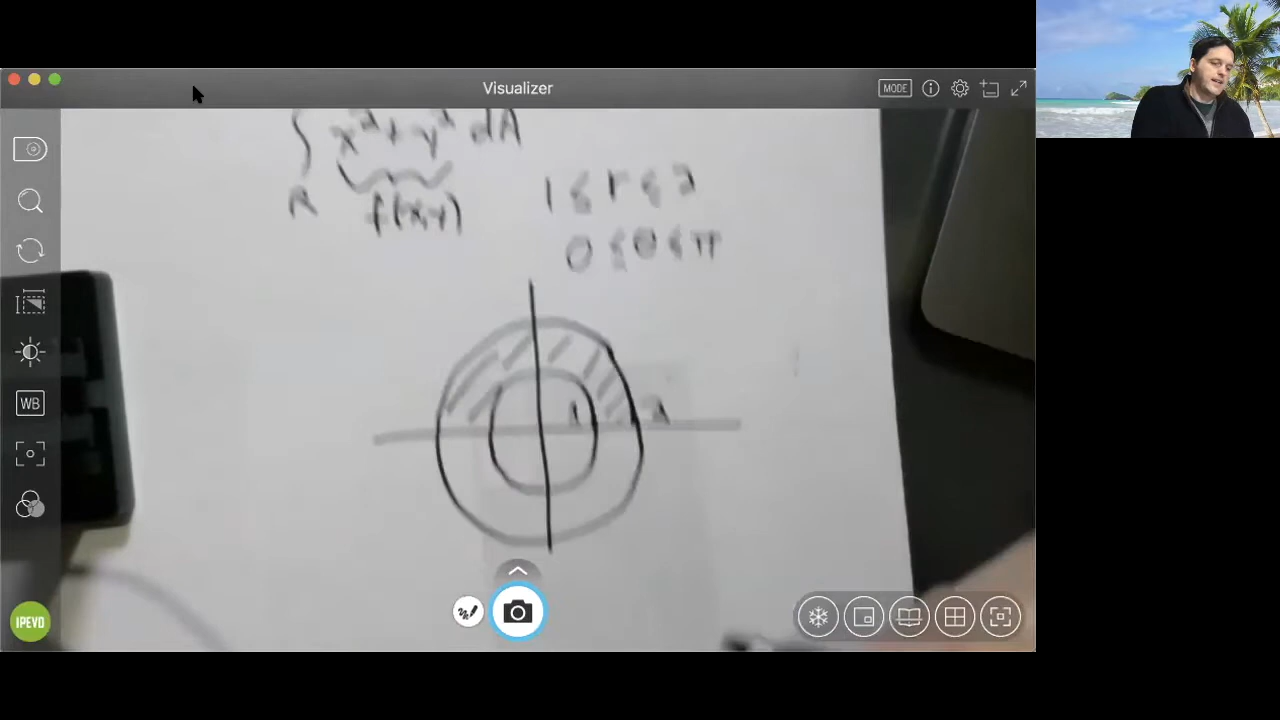 Visualizer
MODE
∫ x²+y² dA
R f(x,y)
1 ≤ r ≤ 2
0 ≤ θ ≤ π
1 2
WB
IPEVO